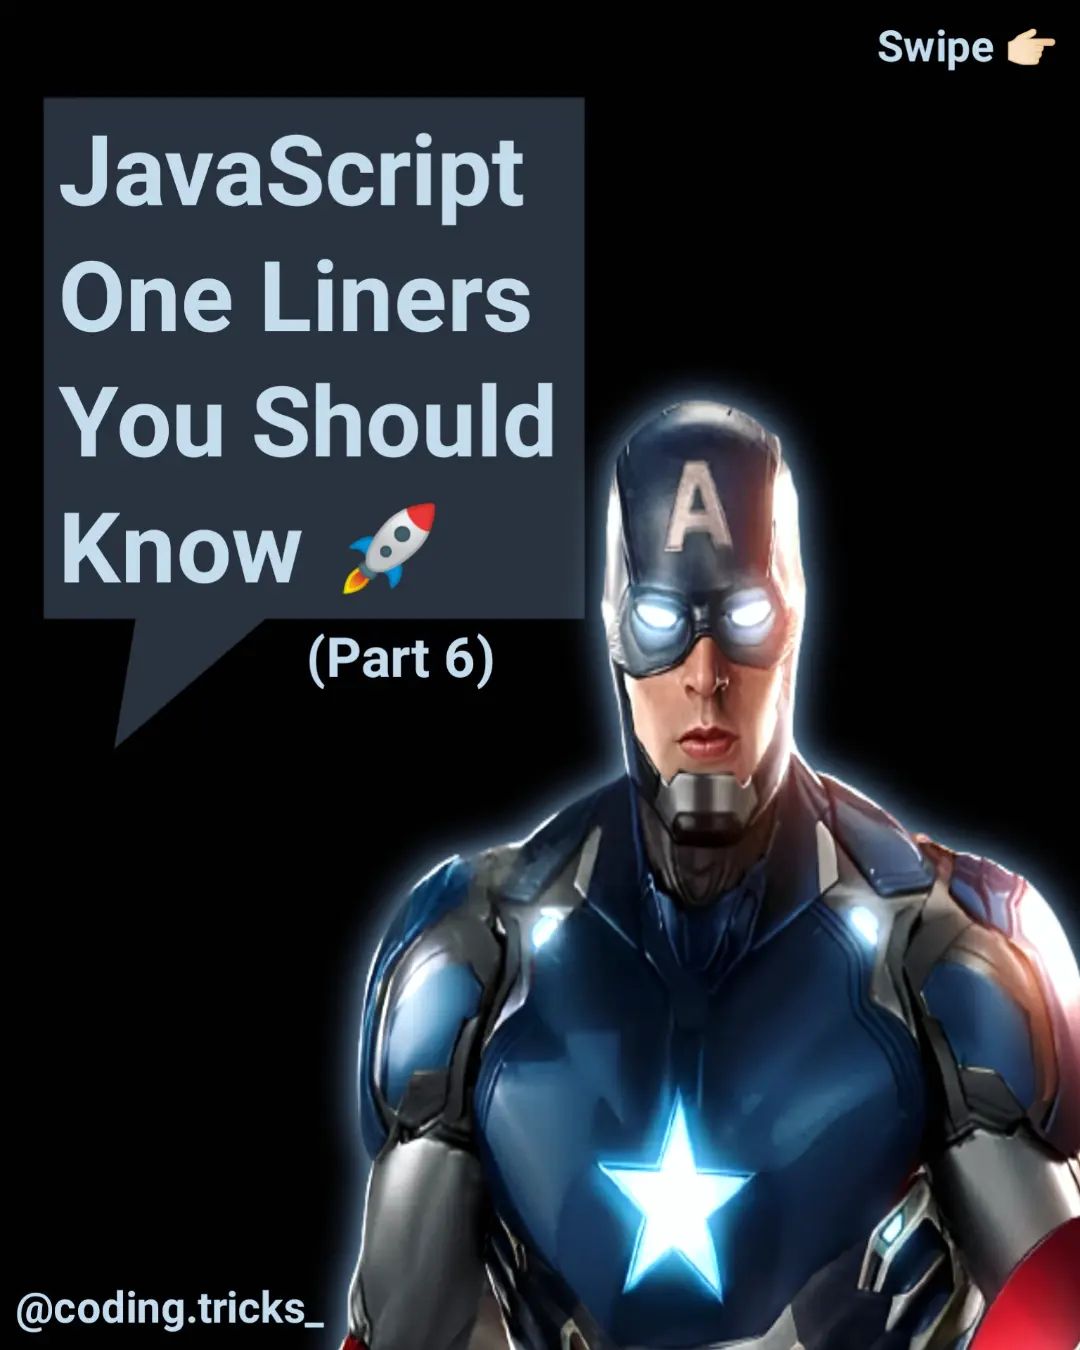 Swipe 👉🏻
JavaScript
One Liners
You Should
Know 🚀
(Part 6)
A
@coding.tricks_